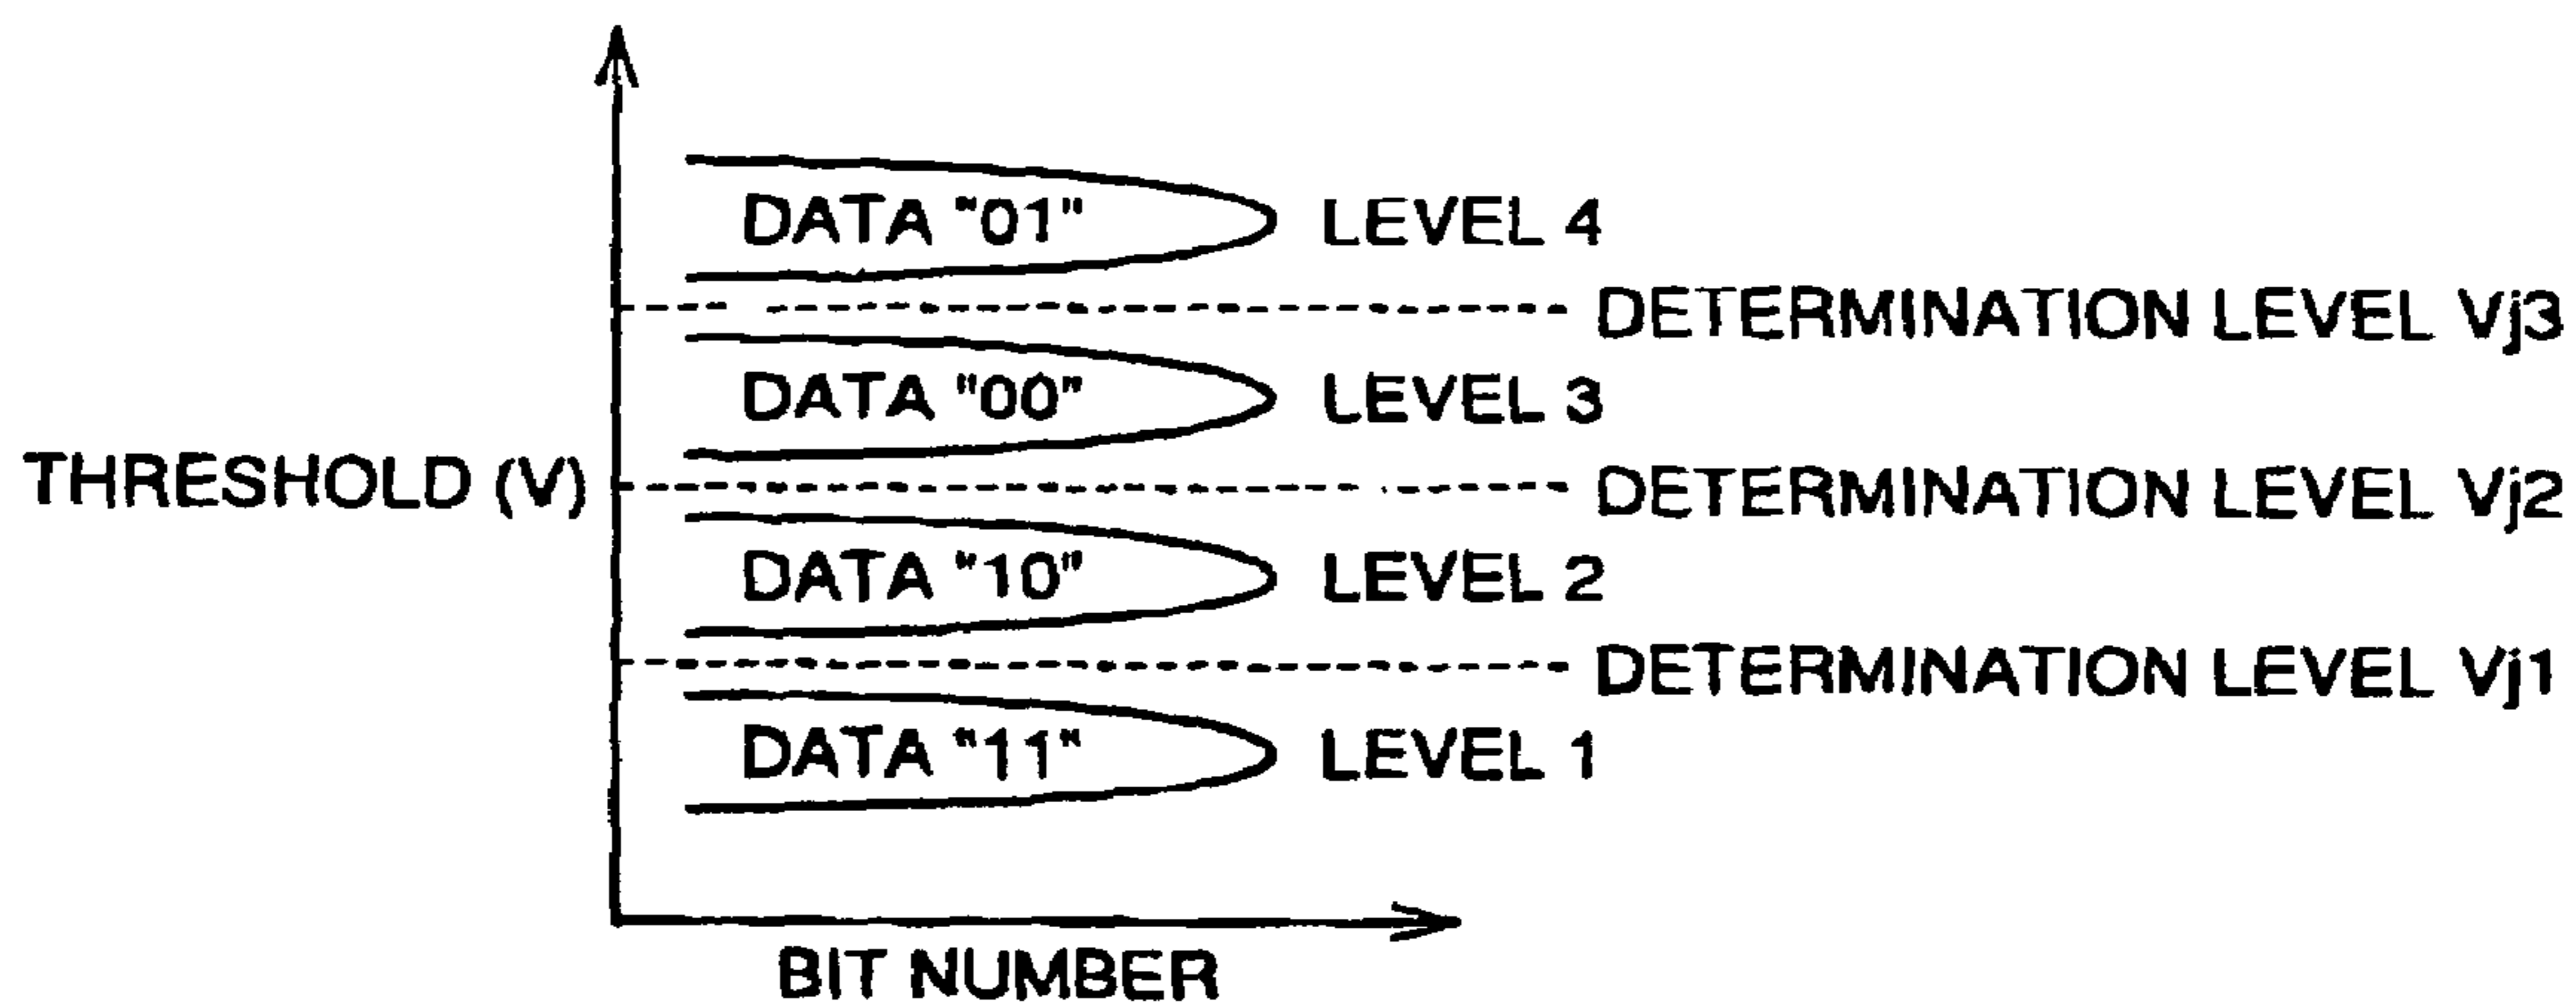 DATA "01" LEVEL 4
DETERMINATION LEVEL Vj3
DATA "00" LEVEL 3
THRESHOLD (V)
DETERMINATION LEVEL Vj2
DATA "10" LEVEL 2
DETERMINATION LEVEL Vj1
DATA "11" LEVEL 1
BIT NUMBER